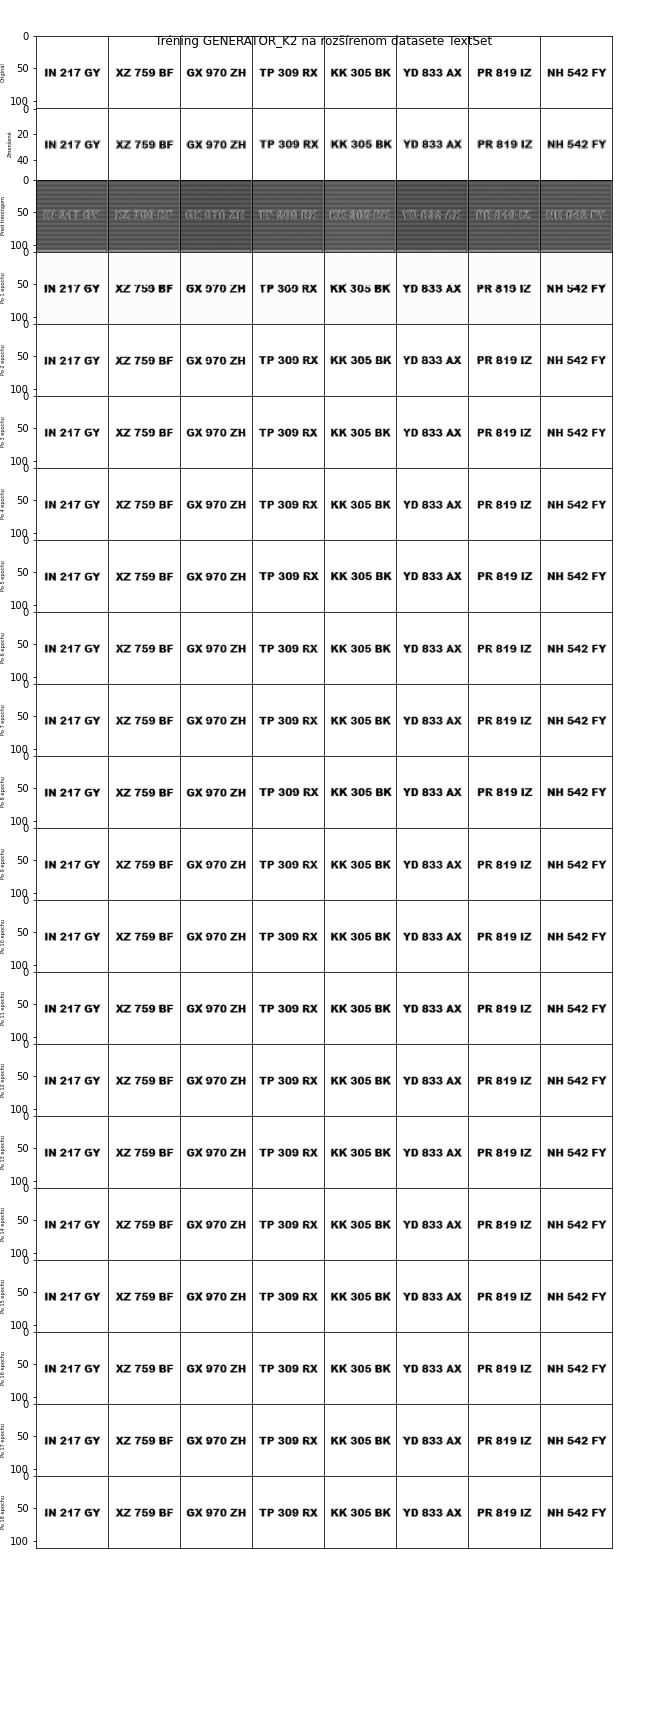 Tréning GENERATOR_K2 na rozšírenom datasete TextSet
0
50
100
Originál
IN 217 GY XZ 759 BF GX 970 ZH TP 309 RX KK 305 BK YD 833 AX PR 819 IZ NH 542 FY
0
20
40
Zmenšené
IN 217 GY XZ 759 BF GX 970 ZH TP 309 RX KK 305 BK YD 833 AX PR 819 IZ NH 542 FY
0
50
100
Pred tréningom
0
50
100
Po 1 epochu
IN 217 GY XZ 759 BF GX 970 ZH TP 309 RX KK 305 BK YD 833 AX PR 819 IZ NH 542 FY
0
50
100
Po 2 epochu
IN 217 GY XZ 759 BF GX 970 ZH TP 309 RX KK 305 BK YD 833 AX PR 819 IZ NH 542 FY
0
50
100
Po 3 epochu
IN 217 GY XZ 759 BF GX 970 ZH TP 309 RX KK 305 BK YD 833 AX PR 819 IZ NH 542 FY
0
50
100
Po 4 epochu
IN 217 GY XZ 759 BF GX 970 ZH TP 309 RX KK 305 BK YD 833 AX PR 819 IZ NH 542 FY
0
50
100
Po 5 epochu
IN 217 GY XZ 759 BF GX 970 ZH TP 309 RX KK 305 BK YD 833 AX PR 819 IZ NH 542 FY
0
50
100
Po 6 epochu
IN 217 GY XZ 759 BF GX 970 ZH TP 309 RX KK 305 BK YD 833 AX PR 819 IZ NH 542 FY
0
50
100
Po 7 epochu
IN 217 GY XZ 759 BF GX 970 ZH TP 309 RX KK 305 BK YD 833 AX PR 819 IZ NH 542 FY
0
50
100
Po 8 epochu
IN 217 GY XZ 759 BF GX 970 ZH TP 309 RX KK 305 BK YD 833 AX PR 819 IZ NH 542 FY
0
50
100
Po 9 epochu
IN 217 GY XZ 759 BF GX 970 ZH TP 309 RX KK 305 BK YD 833 AX PR 819 IZ NH 542 FY
0
50
100
Po 10 epochu
IN 217 GY XZ 759 BF GX 970 ZH TP 309 RX KK 305 BK YD 833 AX PR 819 IZ NH 542 FY
0
50
100
Po 11 epochu
IN 217 GY XZ 759 BF GX 970 ZH TP 309 RX KK 305 BK YD 833 AX PR 819 IZ NH 542 FY
0
50
100
Po 12 epochu
IN 217 GY XZ 759 BF GX 970 ZH TP 309 RX KK 305 BK YD 833 AX PR 819 IZ NH 542 FY
0
50
100
Po 13 epochu
IN 217 GY XZ 759 BF GX 970 ZH TP 309 RX KK 305 BK YD 833 AX PR 819 IZ NH 542 FY
0
50
100
Po 14 epochu
IN 217 GY XZ 759 BF GX 970 ZH TP 309 RX KK 305 BK YD 833 AX PR 819 IZ NH 542 FY
0
50
100
Po 15 epochu
IN 217 GY XZ 759 BF GX 970 ZH TP 309 RX KK 305 BK YD 833 AX PR 819 IZ NH 542 FY
0
50
100
Po 16 epochu
IN 217 GY XZ 759 BF GX 970 ZH TP 309 RX KK 305 BK YD 833 AX PR 819 IZ NH 542 FY
0
50
100
Po 17 epochu
IN 217 GY XZ 759 BF GX 970 ZH TP 309 RX KK 305 BK YD 833 AX PR 819 IZ NH 542 FY
0
50
100
Po 18 epochu
IN 217 GY XZ 759 BF GX 970 ZH TP 309 RX KK 305 BK YD 833 AX PR 819 IZ NH 542 FY